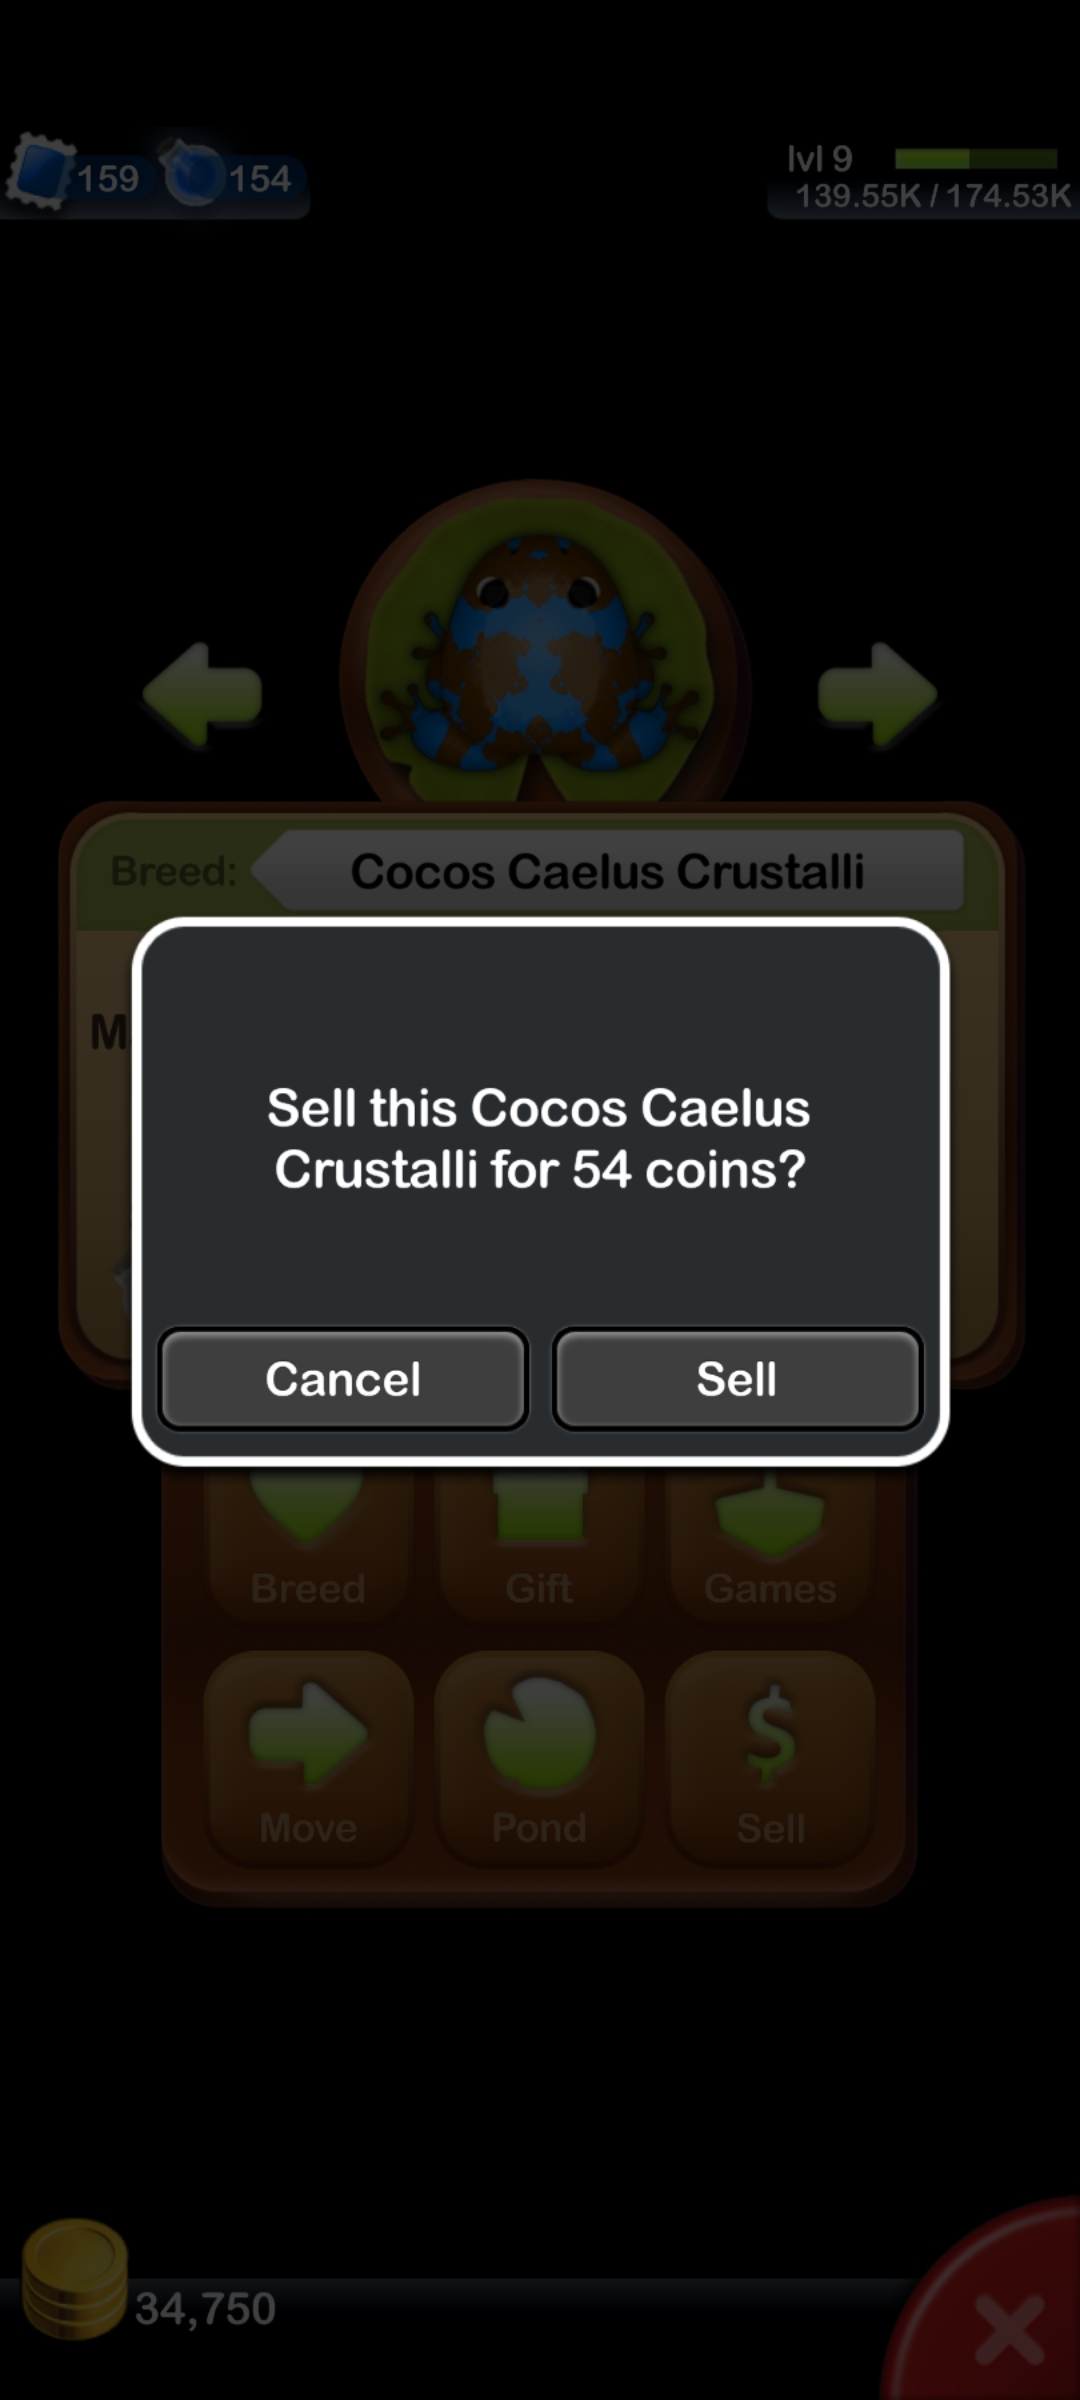 159
154
lvl 9
139.55K / 174.53K
Breed:
Cocos Caelus Crustalli
Sell this Cocos Caelus
Crustalli for 54 coins?
Cancel
Sell
Breed
Gift
Games
Move
Pond
$
Sell
34,750